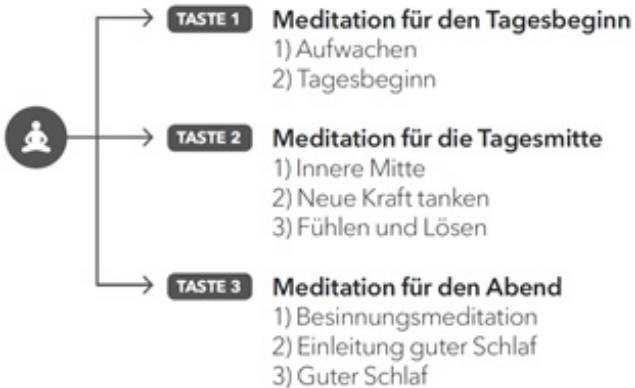 TASTE 1 Meditation für den Tagesbeginn
1) Aufwachen
2) Tagesbeginn
TASTE 2 Meditation für die Tagesmitte
1) Innere Mitte
2) Neue Kraft tanken
3) Fühlen und Lösen
TASTE 3 Meditation für den Abend
1) Besinnungsmeditation
2) Einleitung guter Schlaf
3) Guter Schlaf